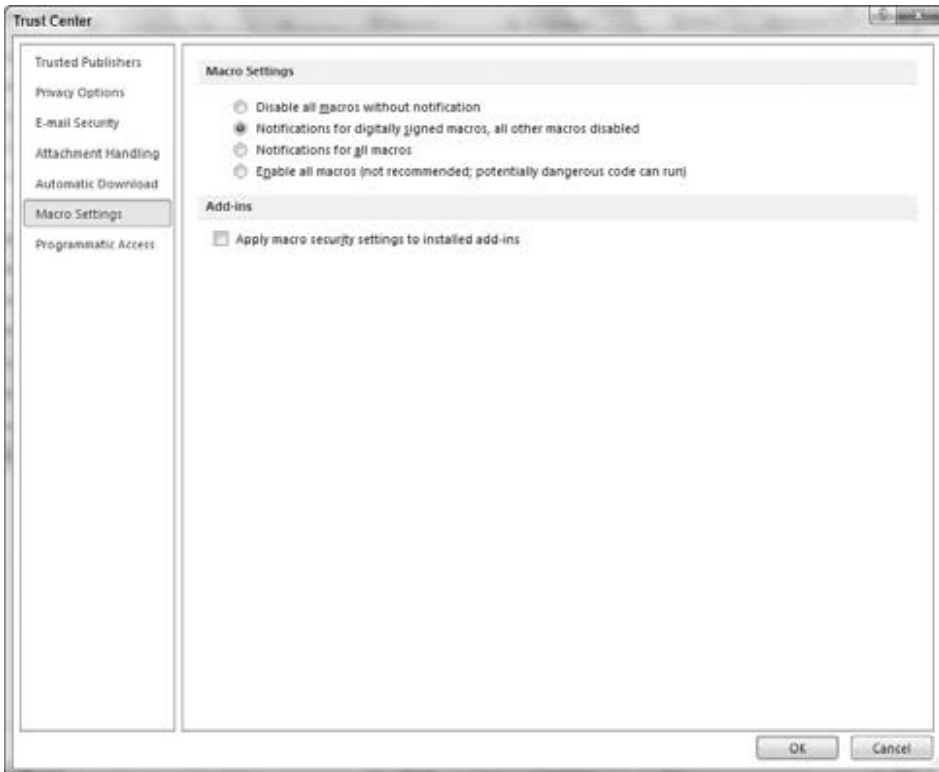 Trust Center
Trusted Publishers
Privacy Options
E-mail Security
Attachment Handling
Automatic Download
Macro Settings
Programmatic Access
Macro Settings
Disable all macros without notification
Notifications for digitally signed macros, all other macros disabled
Notifications for all macros
Enable all macros (not recommended; potentially dangerous code can run)
Add-ins
Apply macro security settings to installed add-ins
OK
Cancel